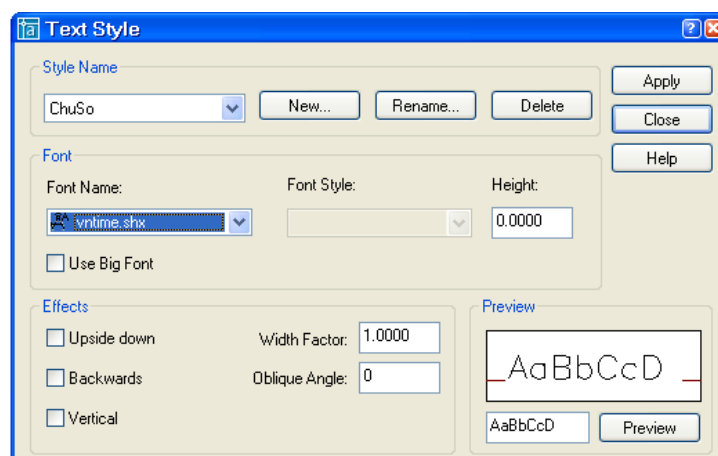 Text Style
Style Name
ChuSo New... Rename... Delete
Apply
Close
Help
Font
Font Name: Font Style: Height:
vntime.shx 0.0000
Use Big Font
Effects
Upside down Width Factor: 1.0000
Backwards Oblique Angle: 0
Vertical
Preview
AaBbCcD
AaBbCcD Preview